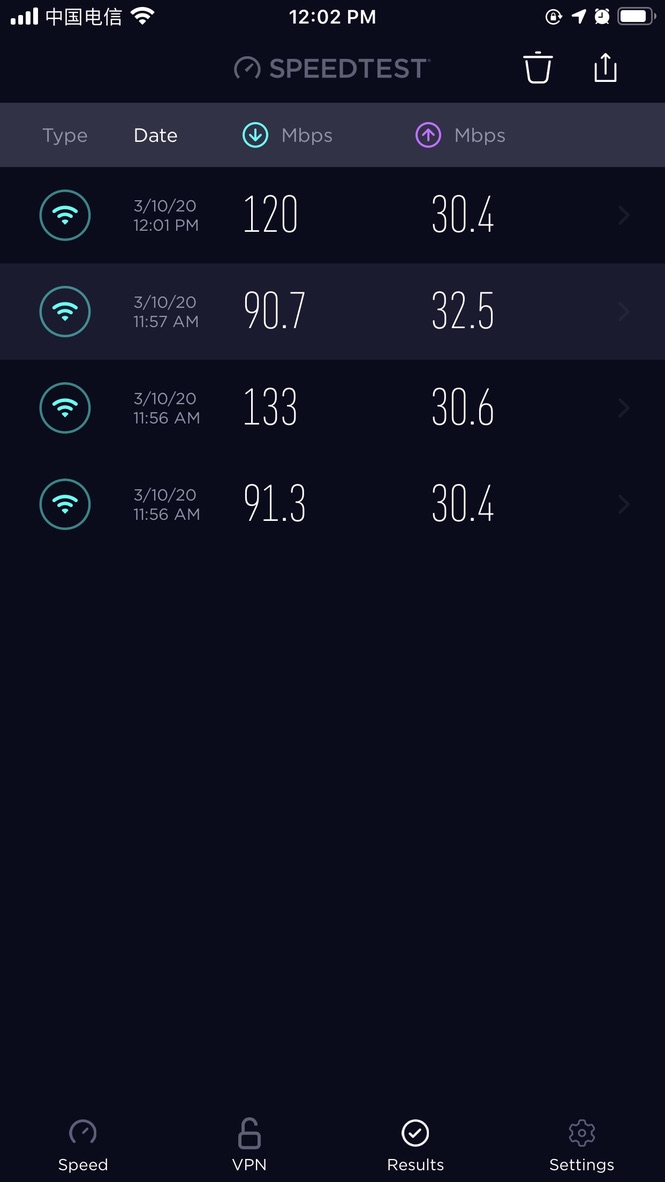 中国电信 12:02 PM
SPEEDTEST
Type Date Mbps Mbps
3/10/20
12:01 PM
120 30.4
3/10/20
11:57 AM
90.7 32.5
3/10/20
11:56 AM
133 30.6
3/10/20
11:56 AM
91.3 30.4
Speed VPN Results Settings